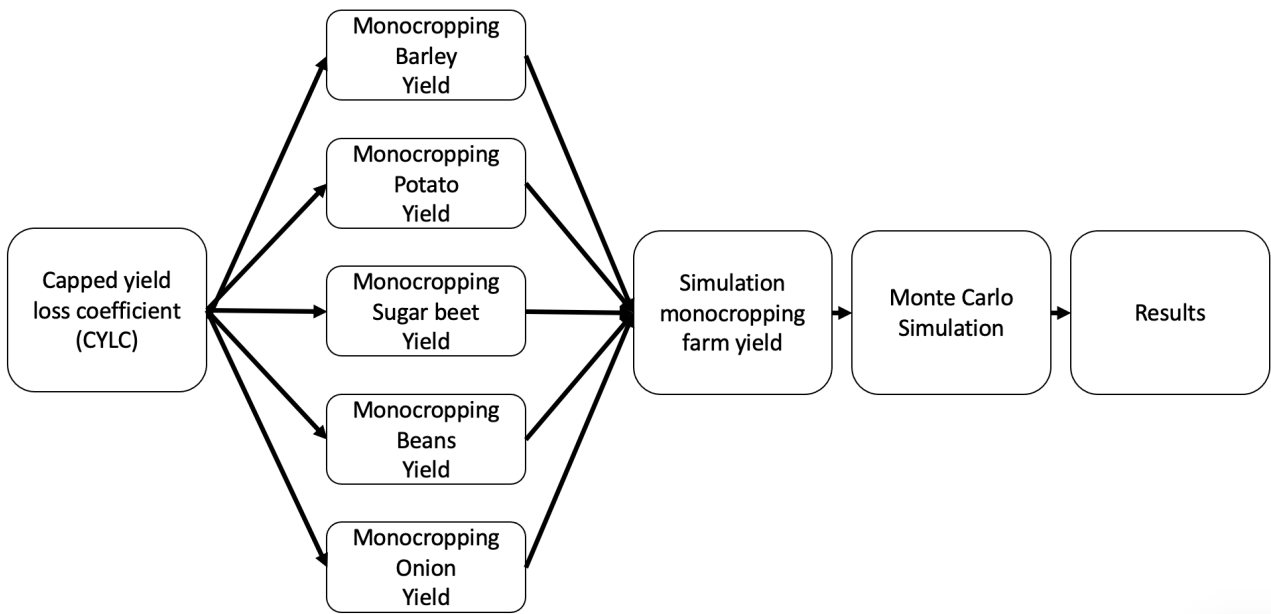 Monocropping
Barley
Yield
Monocropping
Potato
Yield
Capped yield
loss coefficient
(CYLC)
Monocropping
Sugar beet
Yield
Simulation
monocropping
farm yield
Monte Carlo
Simulation
Results
Monocropping
Beans
Yield
Monocropping
Onion
Yield